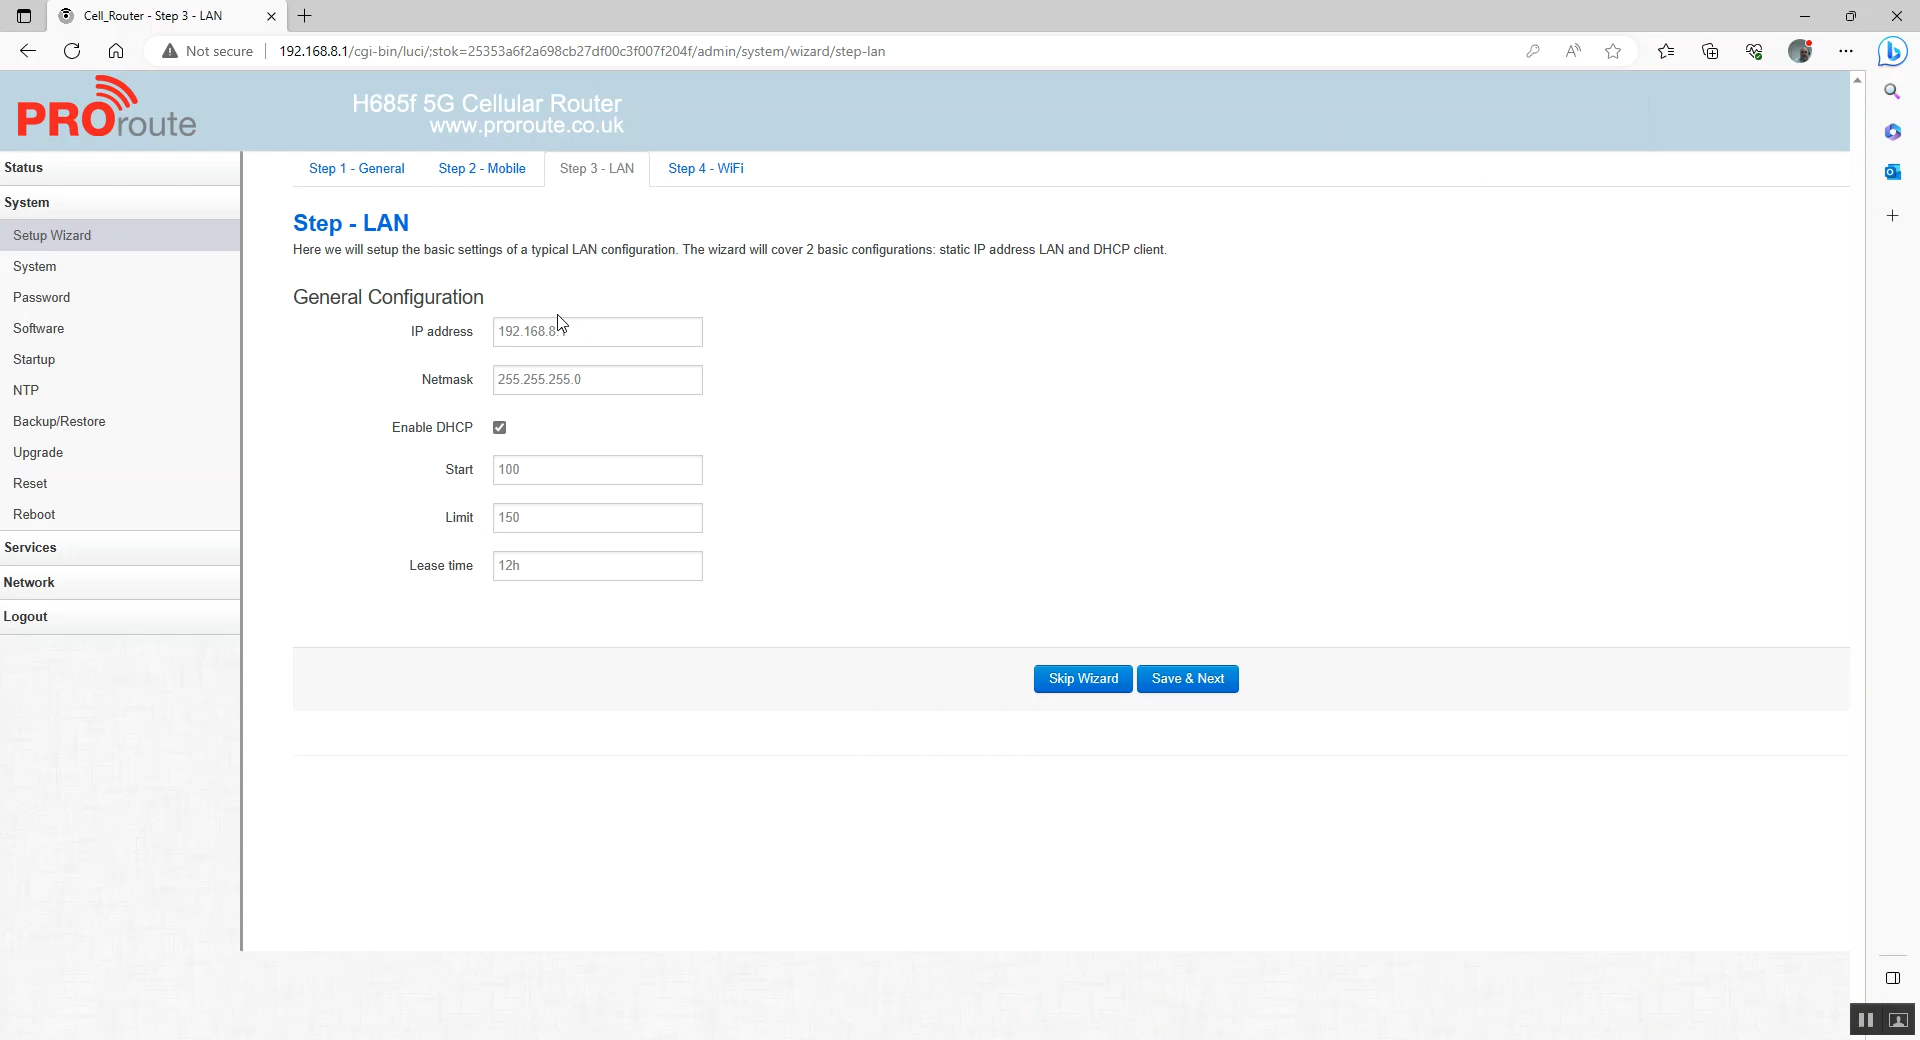 Cell_Router - Step 3 - LAN
Not secure
192.168.8.1/cgi-bin/luci/;stok=25353a6f2a698cb27df00c3f007f204f/admin/system/wizard/step-lan
PROroute
H685f 5G Cellular Router
www.proroute.co.uk
Status
System
Setup Wizard
System
Password
Software
Startup
NTP
Backup/Restore
Upgrade
Reset
Reboot
Services
Network
Logout
Step 1 - General
Step 2 - Mobile
Step 3 - LAN
Step 4 - WiFi
Step - LAN
Here we will setup the basic settings of a typical LAN configuration. The wizard will cover 2 basic configurations: static IP address LAN and DHCP client.
General Configuration
IP address
192.168.8.1
Netmask
255.255.255.0
Enable DHCP
Start
100
Limit
150
Lease time
12h
Skip Wizard
Save & Next